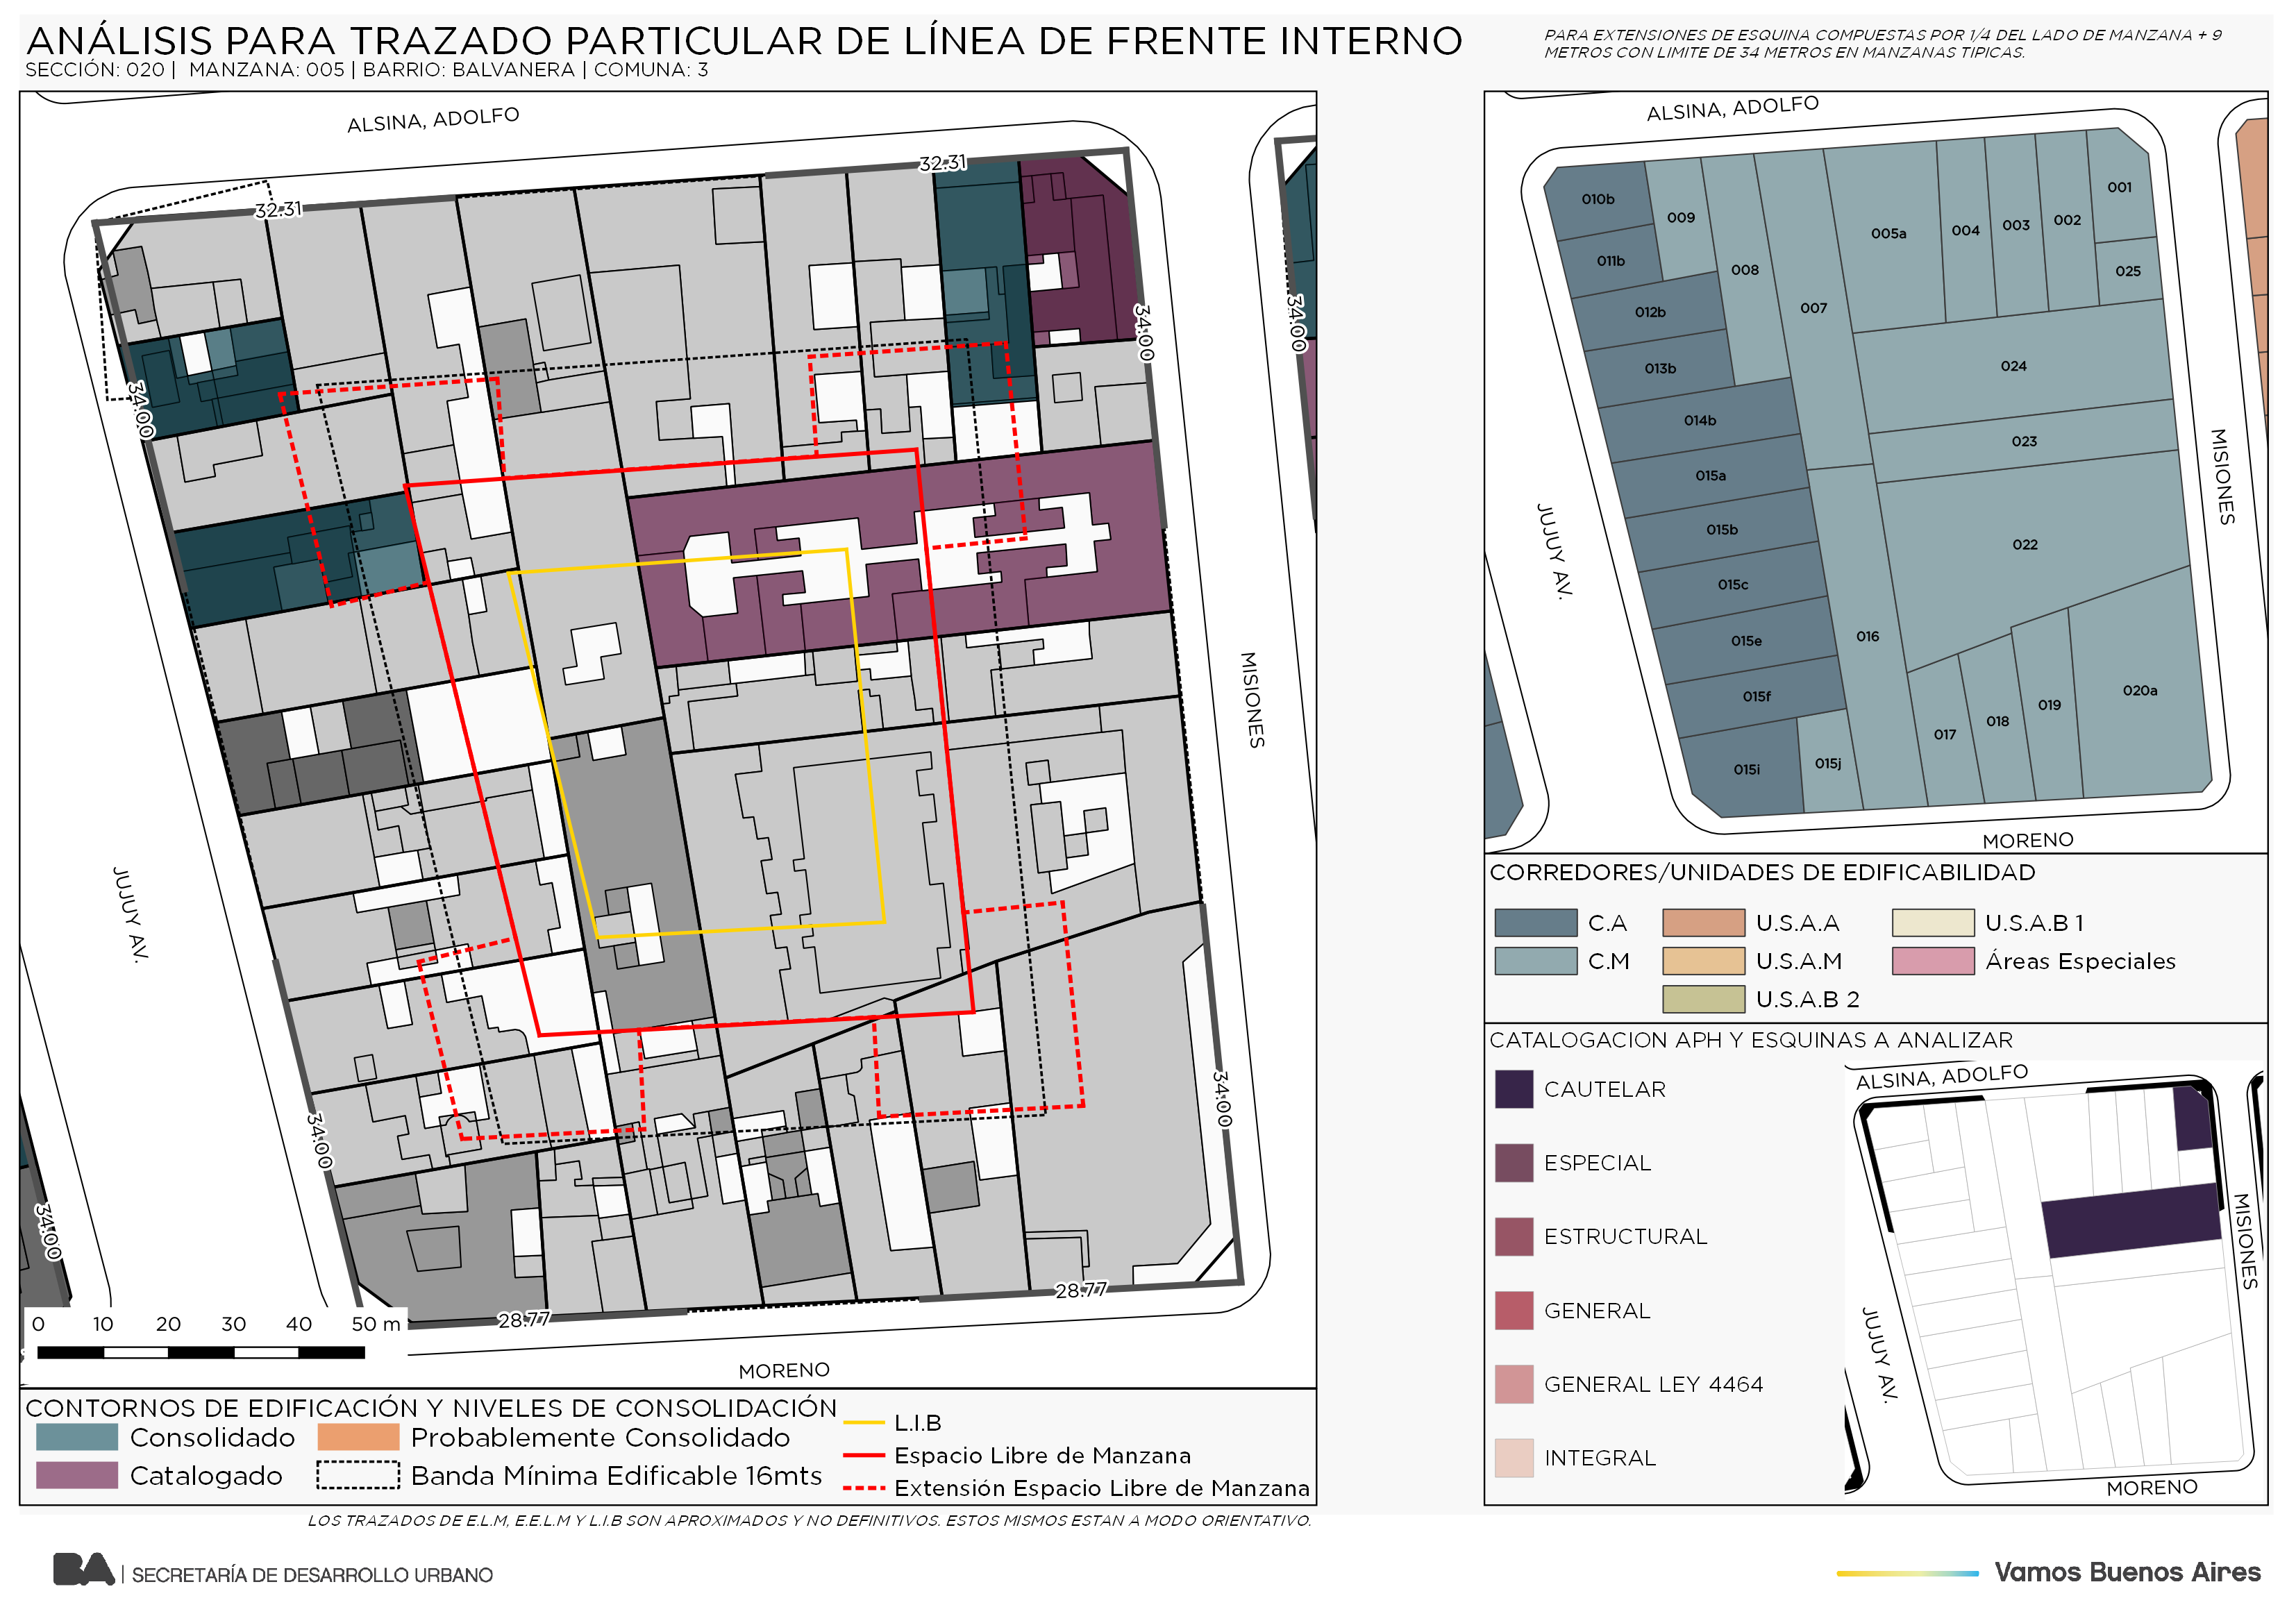 ANÁLISIS PARA TRAZADO PARTICULAR DE LÍNEA DE FRENTE INTERNO
SECCIÓN: 020 | MANZANA: 005 | BARRIO: BALVANERA | COMUNA: 3
PARA EXTENSIONES DE ESQUINA COMPUESTAS POR 1/4 DEL LADO DE MANZANA + 9
METROS CON LIMITE DE 34 METROS EN MANZANAS TIPICAS.
ALSINA, ADOLFO
32.31
32.31
34.00
34.00
34.00
MISIONES
JUJUY AV.
34.00
34.00
34.00
28.77
28.77
0 10 20 30 40 50 m
MORENO
CONTORNOS DE EDIFICACIÓN Y NIVELES DE CONSOLIDACIÓN
Consolidado
Probablemente Consolidado
Catalogado
Banda Mínima Edificable 16mts
L.I.B
Espacio Libre de Manzana
Extensión Espacio Libre de Manzana
LOS TRAZADOS DE E.L.M, E.E.L.M Y L.I.B SON APROXIMADOS Y NO DEFINITIVOS. ESTOS MISMOS ESTAN A MODO ORIENTATIVO.
ALSINA, ADOLFO
010b
009
008
007
005a
004
003
002
001
011b
025
012b
013b
024
014b
023
015a
015b
022
015c
015e
016
015f
020a
019
018
017
015i
015j
JUJUY AV.
MISIONES
MORENO
CORREDORES/UNIDADES DE EDIFICABILIDAD
C.A
U.S.A.A
U.S.A.B 1
C.M
U.S.A.M
Áreas Especiales
U.S.A.B 2
CATALOGACION APH Y ESQUINAS A ANALIZAR
CAUTELAR
ESPECIAL
ESTRUCTURAL
GENERAL
GENERAL LEY 4464
INTEGRAL
ALSINA, ADOLFO
MISIONES
JUJUY AV.
MORENO
BA | SECRETARÍA DE DESARROLLO URBANO
Vamos Buenos Aires